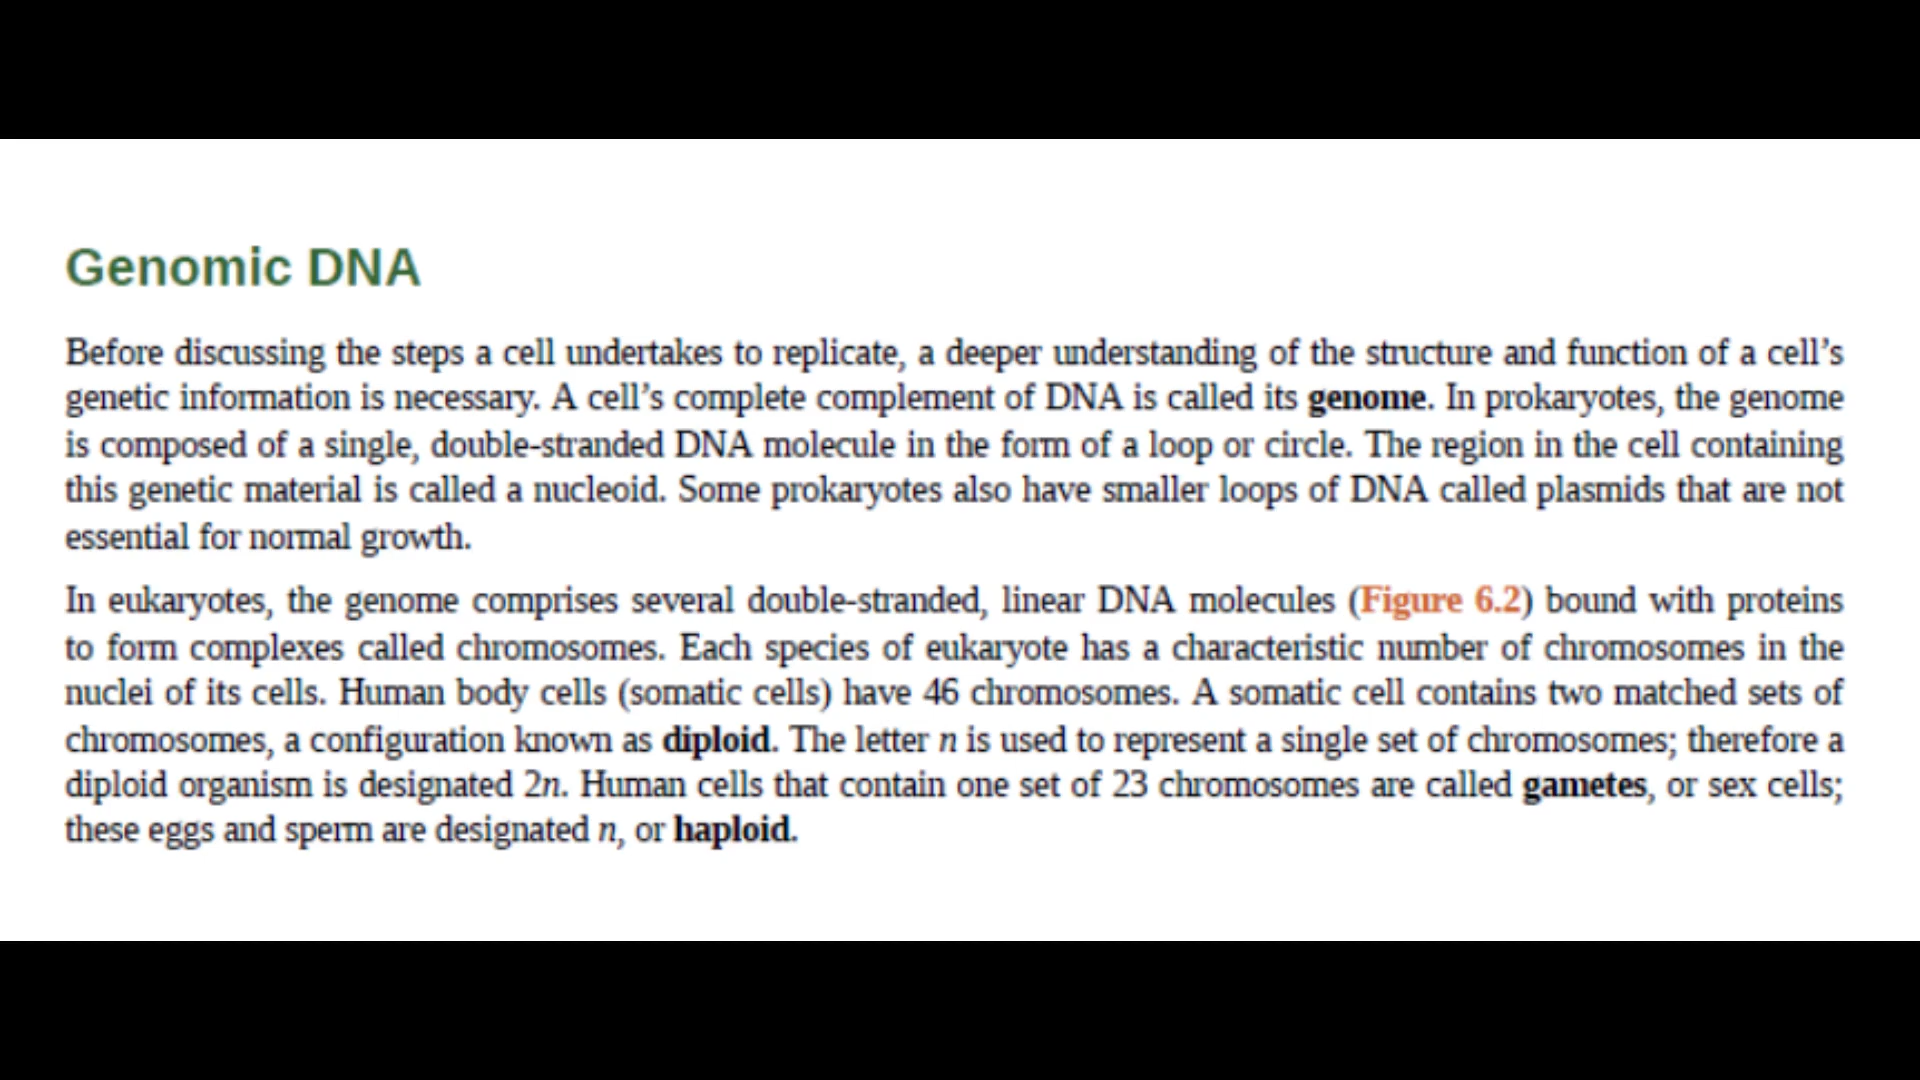 Genomic DNA
Before discussing the steps a cell undertakes to replicate, a deeper understanding of the structure and function of a cell’s
genetic information is necessary. A cell’s complete complement of DNA is called its genome. In prokaryotes, the genome
is composed of a single, double-stranded DNA molecule in the form of a loop or circle. The region in the cell containing
this genetic material is called a nucleoid. Some prokaryotes also have smaller loops of DNA called plasmids that are not
essential for normal growth.
In eukaryotes, the genome comprises several double-stranded, linear DNA molecules (Figure 6.2) bound with proteins
to form complexes called chromosomes. Each species of eukaryote has a characteristic number of chromosomes in the
nuclei of its cells. Human body cells (somatic cells) have 46 chromosomes. A somatic cell contains two matched sets of
chromosomes, a configuration known as diploid. The letter n is used to represent a single set of chromosomes; therefore a
diploid organism is designated 2n. Human cells that contain one set of 23 chromosomes are called gametes, or sex cells;
these eggs and sperm are designated n, or haploid.